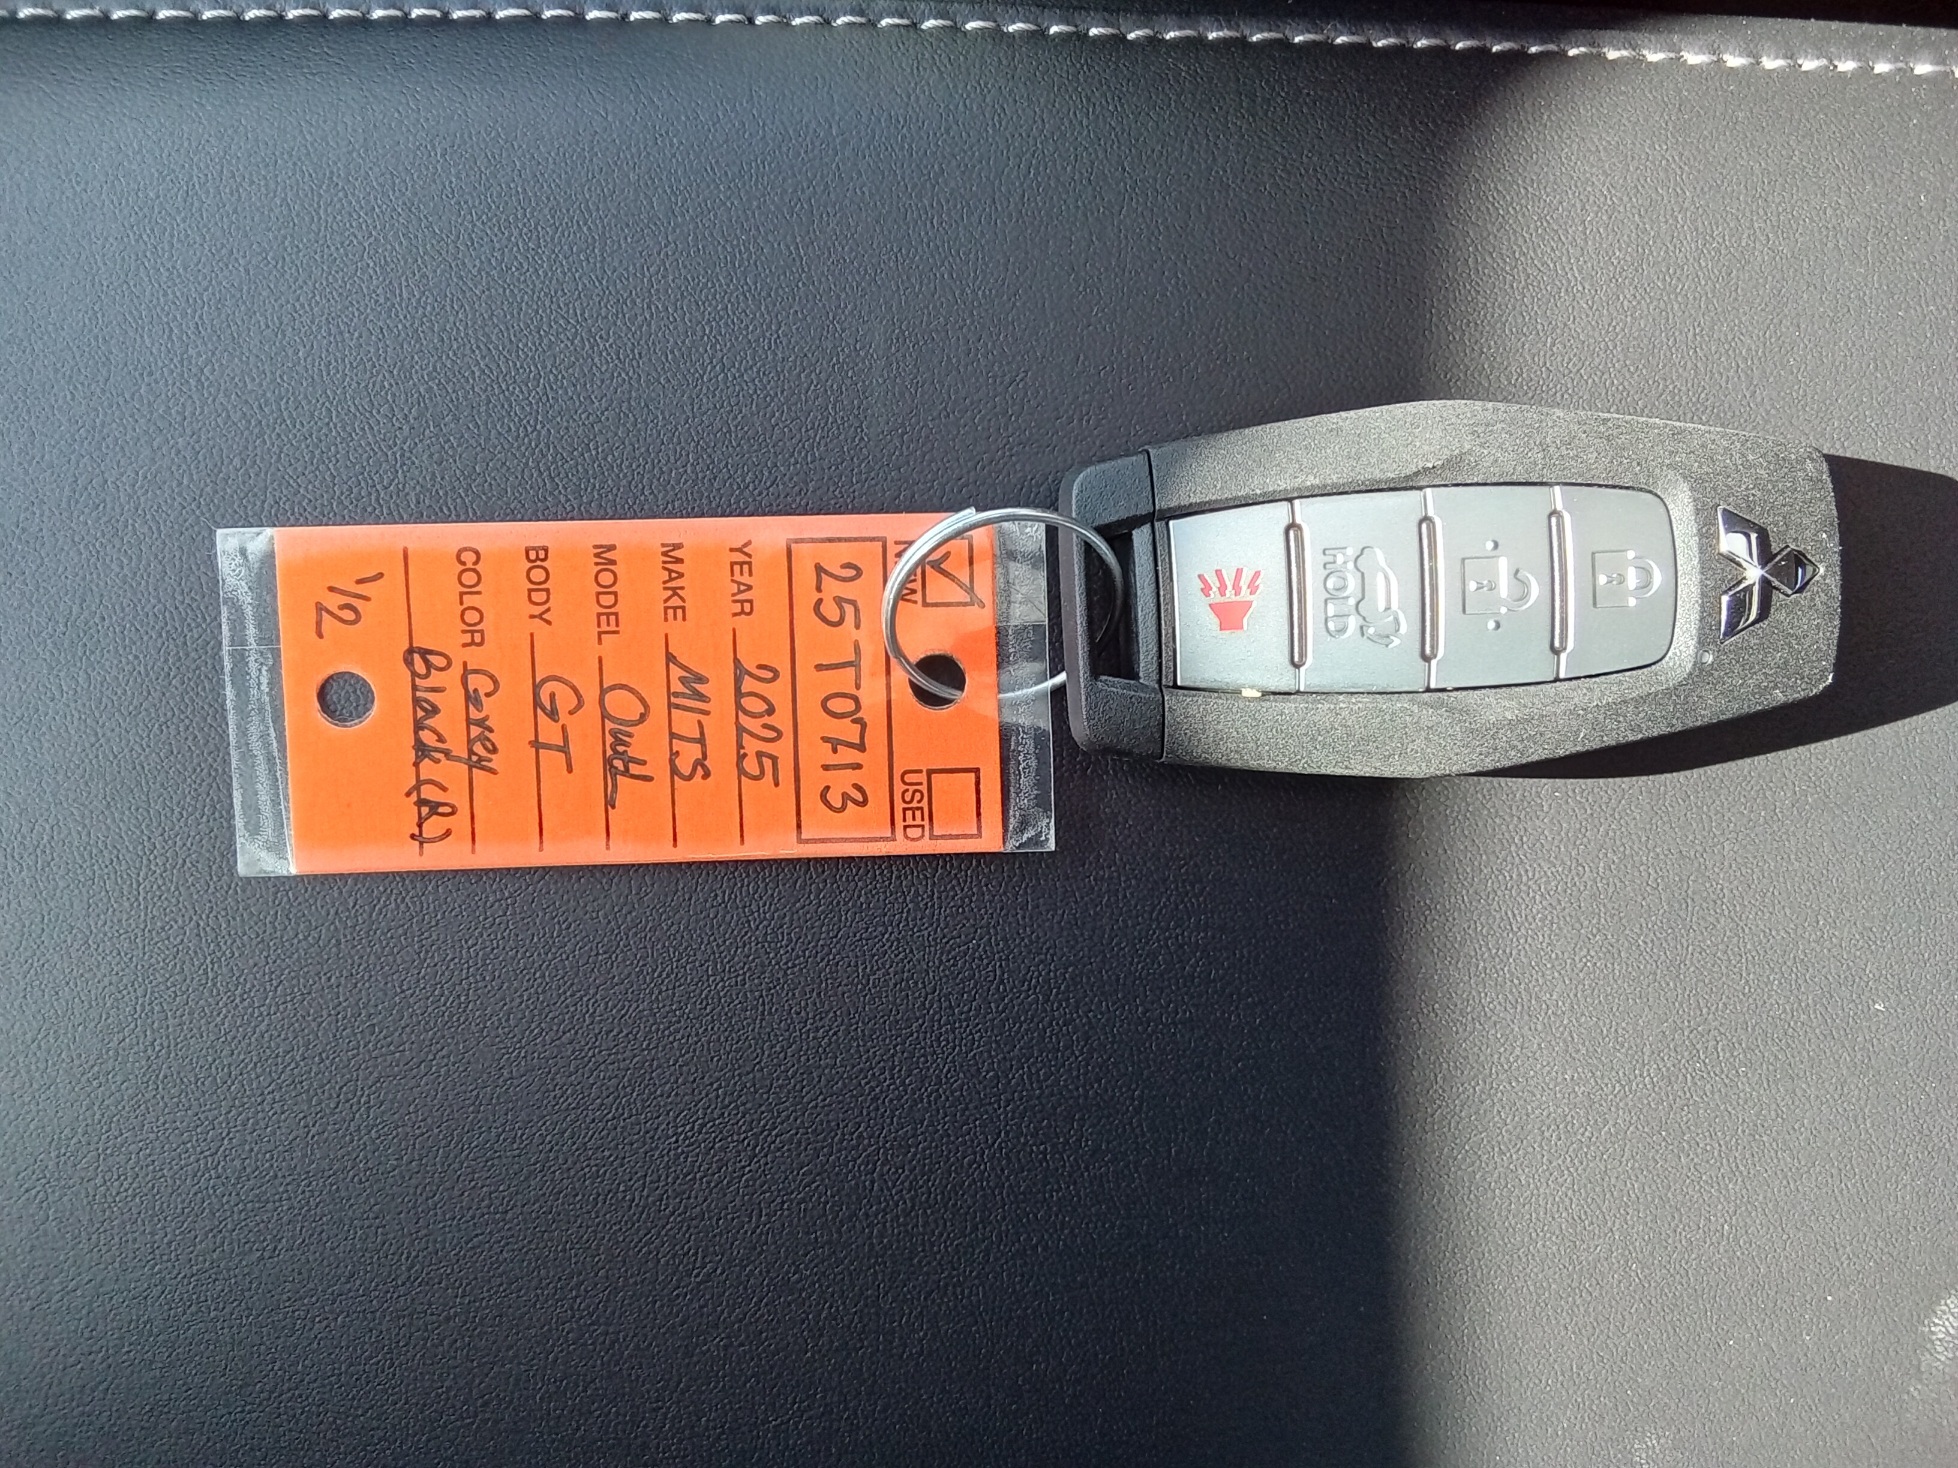 NEW USED
25T0713
YEAR 2025
MAKE MITS
MODEL Outl
BODY GT
COLOR Grey
Black(R)
1/2
HOLD